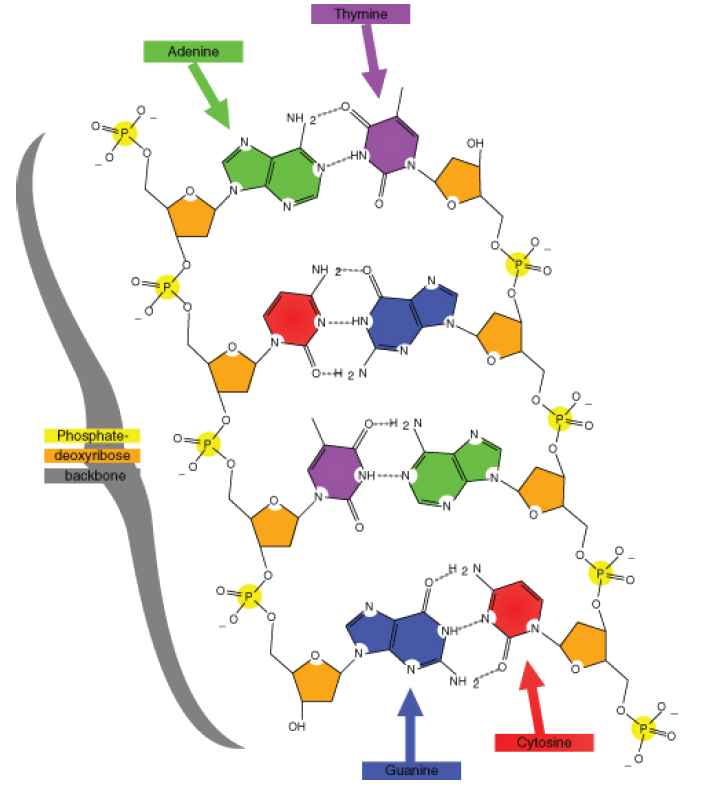 Thymine
Adenine
O –
O P
– O
O
NH 2
O
N
N
N
N
O
HN
N
O
OH
O
O
O –
P O
O
O
O P
– O
O
NH 2
O
N
N
O
N
O
H 2 N
HN
N
N
O
O
O –
P O
O
O
O P
– O
O
O
H 2 N
NH
N
O
O
N
N
N
N
O
O
O –
P O
O
Phosphate-
deoxyribose
backbone
O
O P
– O
O
O
H 2 N
N
NH
N
N
N
NH 2
O
N
O
O
OH
O
O –
P O
– O
Cytosine
Guanine